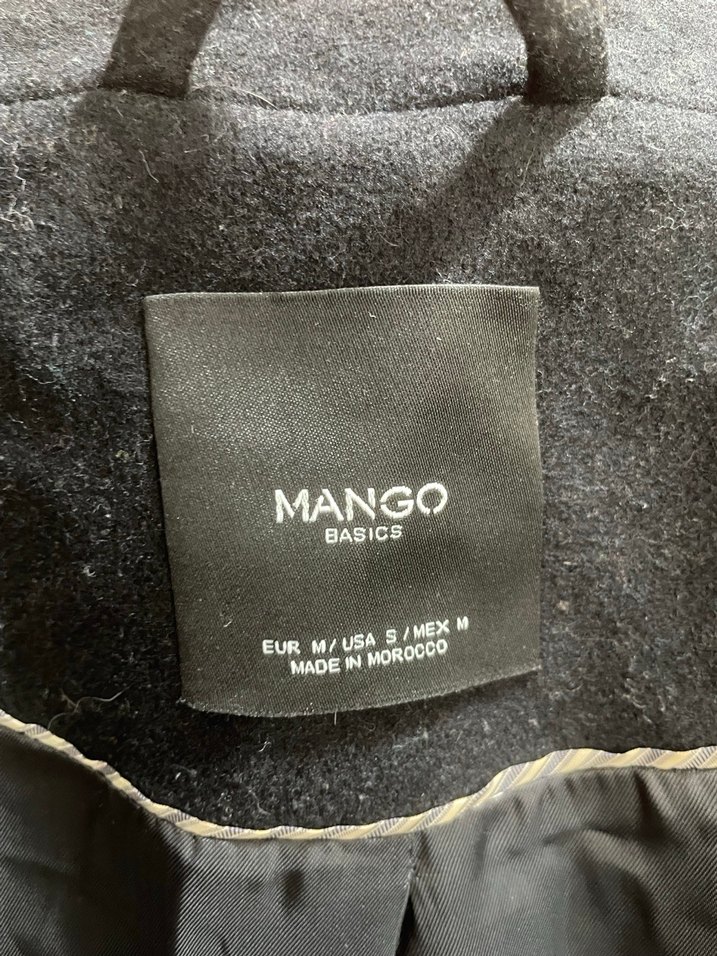 MANGO
BASICS
EUR M / USA S / MEX M
MADE IN MOROCCO